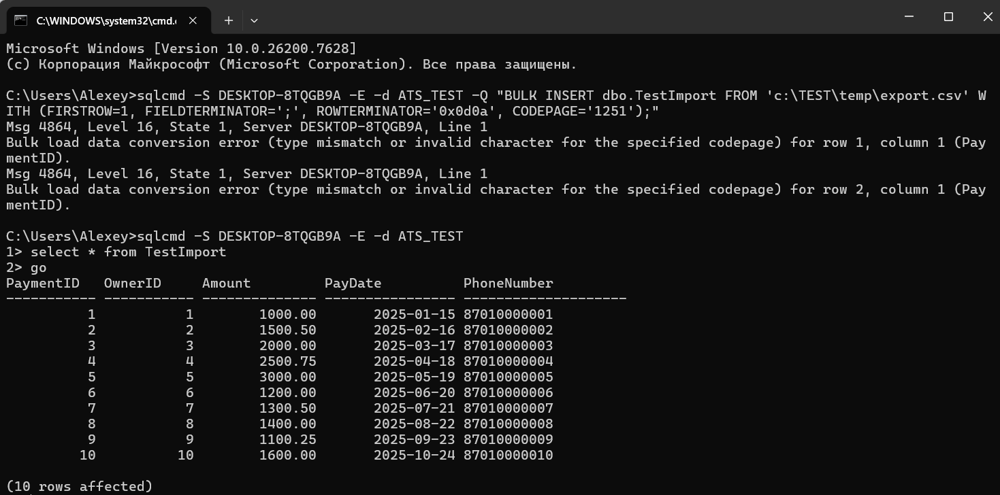 C:\WINDOWS\system32\cmd.e
Microsoft Windows [Version 10.0.26200.7628]
(c) Корпорация Майкрософт (Microsoft Corporation). Все права защищены.
C:\Users\Alexey>sqlcmd -S DESKTOP-8TQGB9A -E -d ATS_TEST -Q "BULK INSERT dbo.TestImport FROM 'c:\TEST\temp\export.csv' W
ITH (FIRSTROW=1, FIELDTERMINATOR=';', ROWTERMINATOR='0x0d0a', CODEPAGE='1251');"
Msg 4864, Level 16, State 1, Server DESKTOP-8TQGB9A, Line 1
Bulk load data conversion error (type mismatch or invalid character for the specified codepage) for row 1, column 1 (Pay
mentID).
Msg 4864, Level 16, State 1, Server DESKTOP-8TQGB9A, Line 1
Bulk load data conversion error (type mismatch or invalid character for the specified codepage) for row 2, column 1 (Pay
mentID).
C:\Users\Alexey>sqlcmd -S DESKTOP-8TQGB9A -E -d ATS_TEST
1> select * from TestImport
2> go
PaymentID   OwnerID     Amount         PayDate          PhoneNumber
----------- ----------- -------------- ---------------- --------------------
          1           1        1000.00       2025-01-15 87010000001
          2           2        1500.50       2025-02-16 87010000002
          3           3        2000.00       2025-03-17 87010000003
          4           4        2500.75       2025-04-18 87010000004
          5           5        3000.00       2025-05-19 87010000005
          6           6        1200.00       2025-06-20 87010000006
          7           7        1300.50       2025-07-21 87010000007
          8           8        1400.00       2025-08-22 87010000008
          9           9        1100.25       2025-09-23 87010000009
         10          10        1600.00       2025-10-24 87010000010
(10 rows affected)